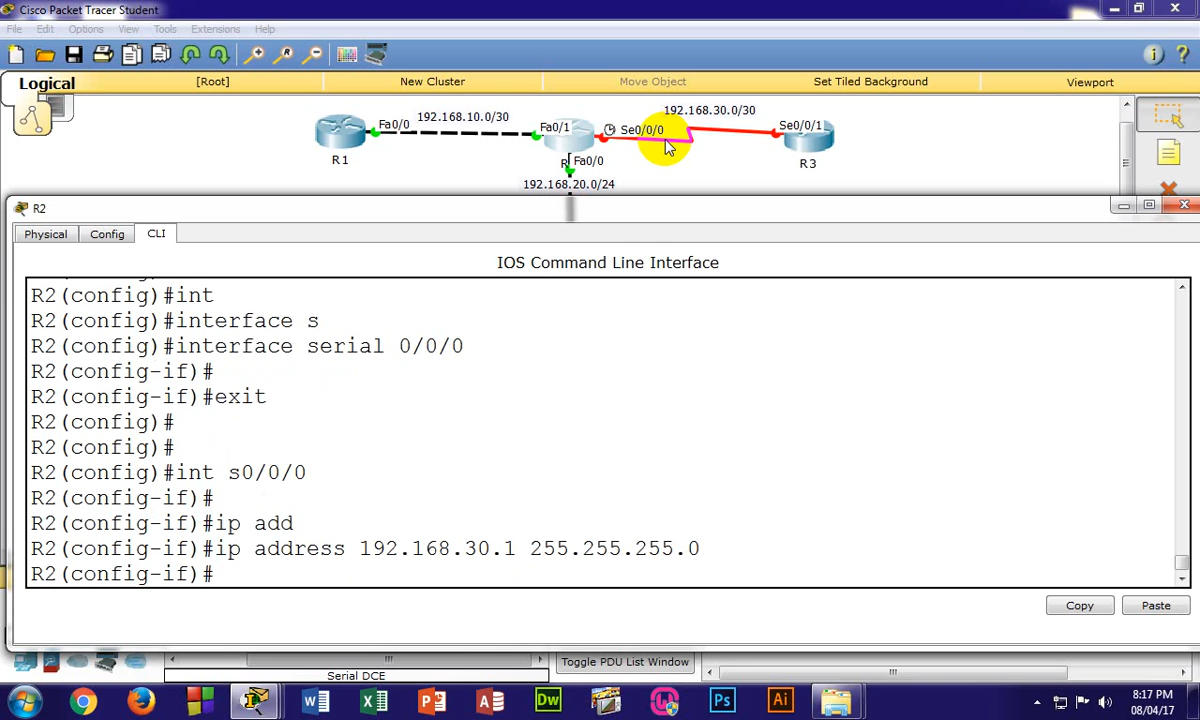 Cisco Packet Tracer Student
File Edit Options View Tools Extensions Help
Logical [Root] New Cluster Move Object Set Tiled Background Viewport
192.168.30.0/30
192.168.10.0/30
Fa0/0 Fa0/1 Se0/0/0 Se0/0/1
R1 R Fa0/0 R3
192.168.20.0/24
R2
Physical Config CLI
IOS Command Line Interface
R2(config)#int
R2(config)#interface s
R2(config)#interface serial 0/0/0
R2(config-if)#
R2(config-if)#exit
R2(config)#
R2(config)#
R2(config)#int s0/0/0
R2(config-if)#
R2(config-if)#ip add
R2(config-if)#ip address 192.168.30.1 255.255.255.0
R2(config-if)#
Copy Paste
Toggle PDU List Window
Serial DCE
Dw Ps Ai
8:17 PM
08/04/17